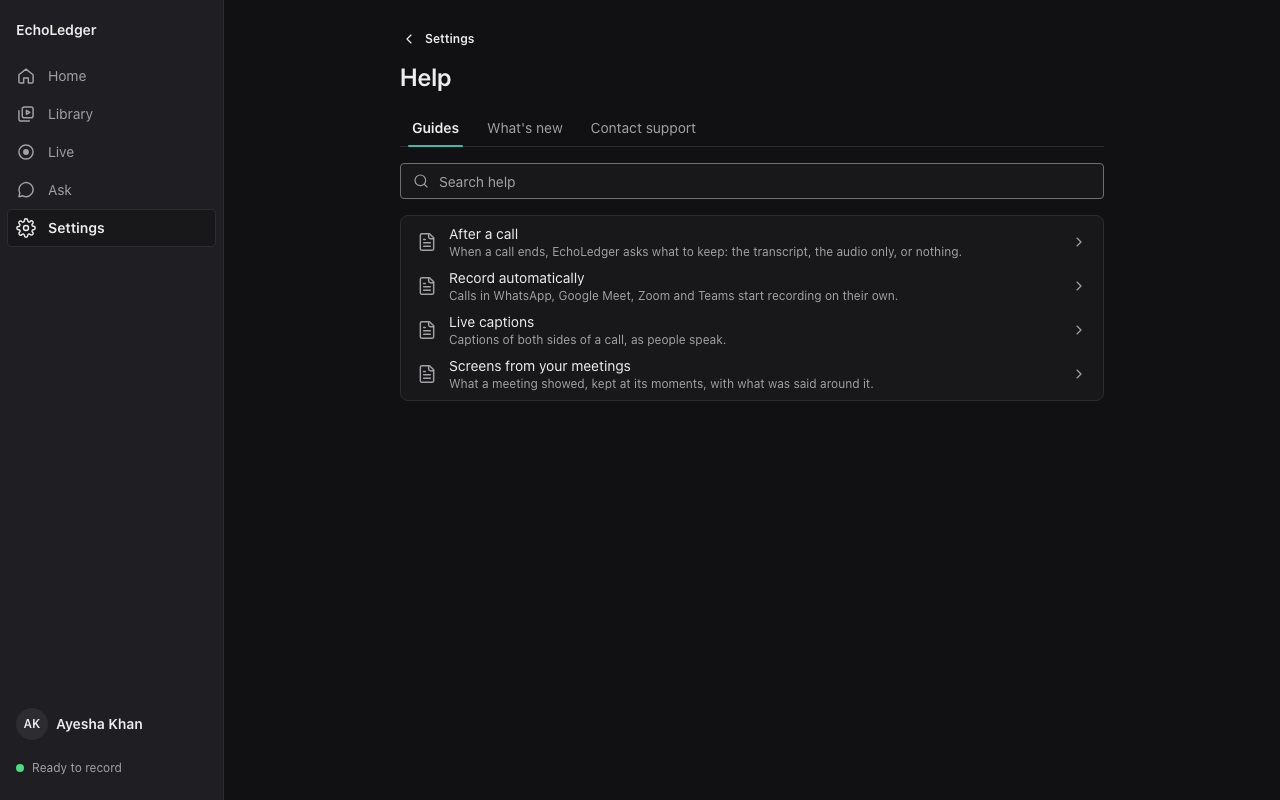 EchoLedger
Home
Library
Live
Ask
Settings
AK
Ayesha Khan
Ready to record
Settings
Help
Guides
What's new
Contact support
Search help
After a call
When a call ends, EchoLedger asks what to keep: the transcript, the audio only, or nothing.
Record automatically
Calls in WhatsApp, Google Meet, Zoom and Teams start recording on their own.
Live captions
Captions of both sides of a call, as people speak.
Screens from your meetings
What a meeting showed, kept at its moments, with what was said around it.